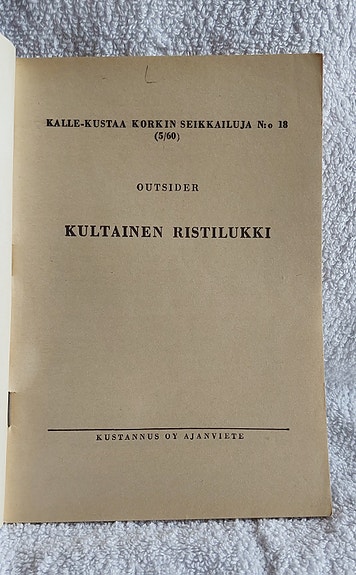 KALLE-KUSTAA KORKIN SEIKKAILUJA N:o 18
(5/60)
OUTSIDER
KULTAINEN RISTILUKKI
KUSTANNUS OY AJANVIETE